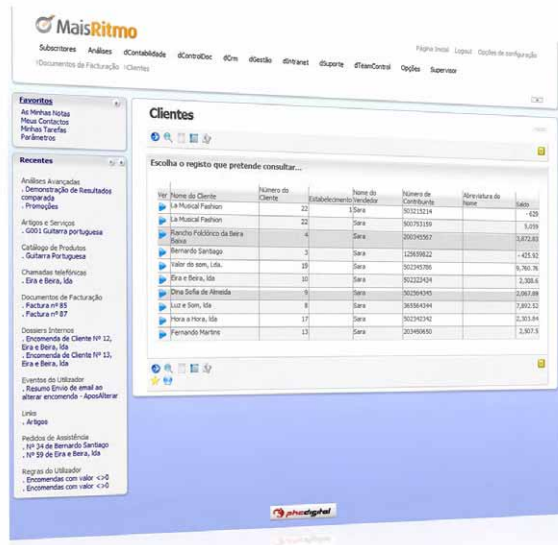 MaisRitmo
Página Inicial Logout Opções de configuração
Subscritores Análises dContabilidade dControlDoc dCrm dGestão dIntranet dSuporte dTeamControl Opções Supervisor
Documentos de Facturação Clientes
Favoritos
As Minhas Notas
Meus Contactos
Minhas Tarefas
Parâmetros
Recentes
Análises Avançadas
. Demonstração de Resultados
comparada
. Promoções
Artigos e Serviços
. G001 Guitarra portuguesa
Catálogo de Produtos
. Guitarra Portuguesa
Chamadas telefónicas
. Eira e Beira, lda
Documentos de Facturação
. Factura nº 85
. Factura nº 87
Dossiers Internos
. Encomenda de Cliente Nº 12,
Eira e Beira, lda
. Encomenda de Cliente Nº 13,
Eira e Beira, lda
Eventos do Utilizador
. Resumo Envio de email ao
alterar encomenda - AposAlterar
Links
. Artigos
Pedidos de Assistência
. Nº 34 de Bernardo Santiago
. Nº 59 de Eira e Beira, lda
Regras do Utilizador
. Encomendas com valor <>0
. Encomendas com valor <>0
Clientes
Escolha o registo que pretende consultar...
Ver Nome do Cliente Número do Cliente Estabelecimento Nome do Vendedor Número de Contribuinte Abreviatura do Nome Saldo
La Musical Fashion 22 1 Sara 503215214 -629
La Musical Fashion 22 Sara 500753159
Rancho Folclórico da Beira Baixa 4 Sara 3,672.83
Bernardo Santiago 3 Sara 125659822 - 425.92
Valor do som, Lda. 19 Sara 502345786 9,760.76
Eira e Beira, lda 10 Sara 502323424 2,308.6
Dina Sofia de Almeida 9 Sara 502564345 2,067.89
Luz e Som, lda 8 Sara 365564344 7,892.52
Hora a Hora, lda 17 Sara 502342342 2,303.84
Fernando Martins 13 Sara 203450650 2,507.5
phcdigital